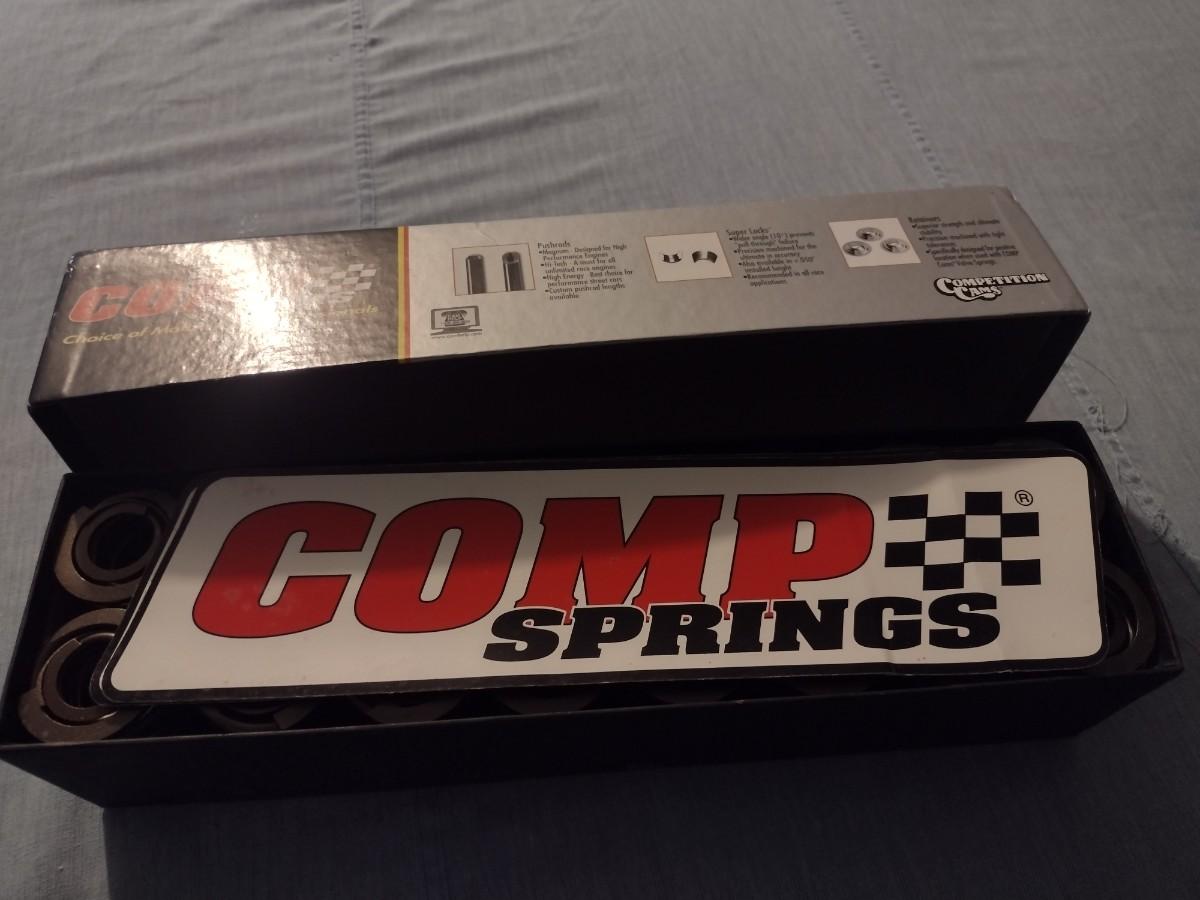 CO
Choice of
Pushrods
•Magnum - Designed for High
Performance Engines
•Hi-Tech - A must for all
unlimited race engines
•High Energy - Best choice for
performance street cars
•Custom pushrod lengths
available
Super Locks™
•Wider angle (10°) prevents
"pull through" failure
•Precision machined for the
ultimate in accuracy
•Also available in ± .050"
installed height
•Recommended in all race
applications
Retainers
•Superior strength and ultimate
stability
•Precision machined with tight
tolerances
•Specifically designed for positive
location when used with COMP
Cams Valve Springs
COMPETITION
CAMS
COMP
®
SPRINGS